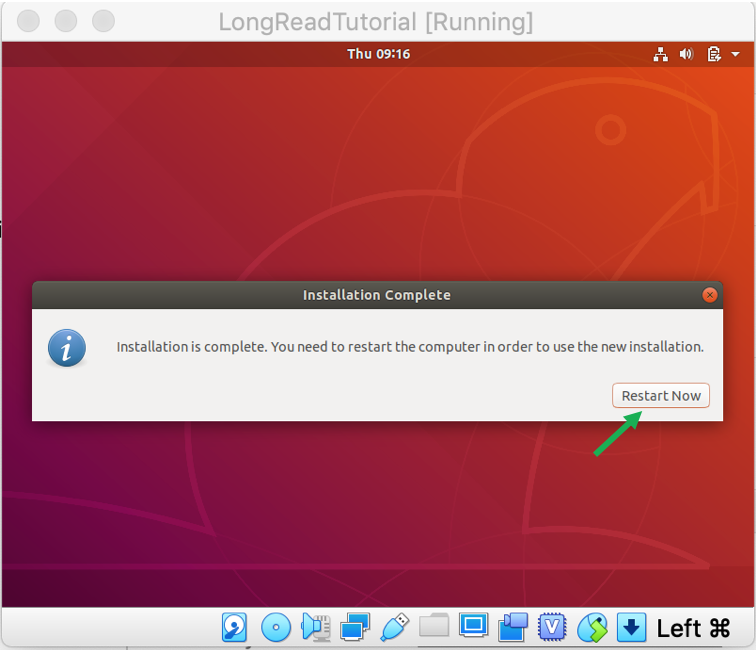 LongReadTutorial [Running]
Thu 09:16
Installation Complete
Installation is complete. You need to restart the computer in order to use the new installation.
Restart Now
Left ⌘